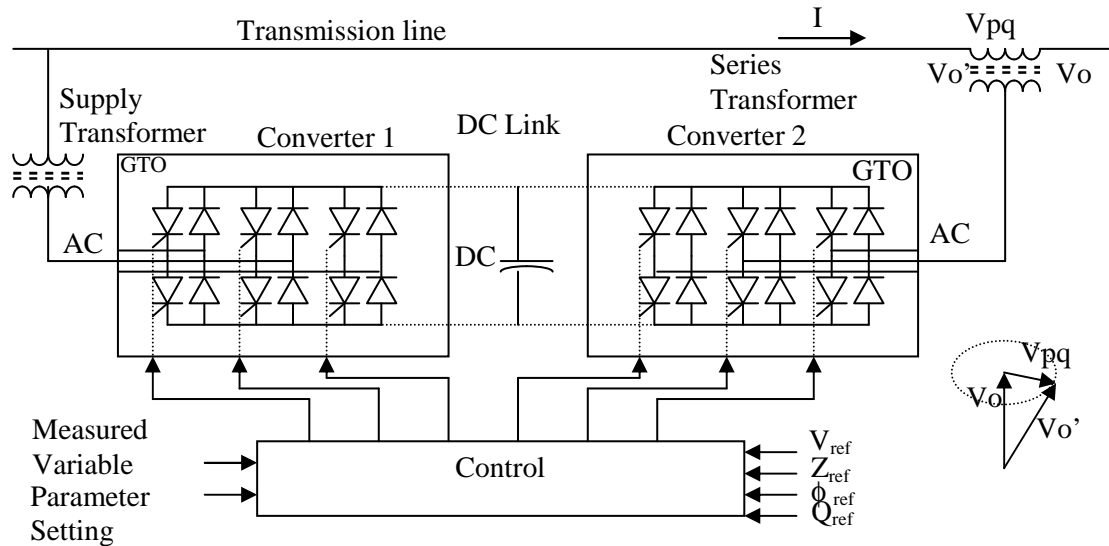 Transmission line
I
Vpq
Vo’
Vo
Supply
Transformer
Series
Transformer
Converter 1
DC Link
Converter 2
GTO
GTO
AC
DC
AC
Vpq
Vo
Vo’
Measured
Variable
Parameter
Setting
Control
Vref
Zref
ϕref
Qref